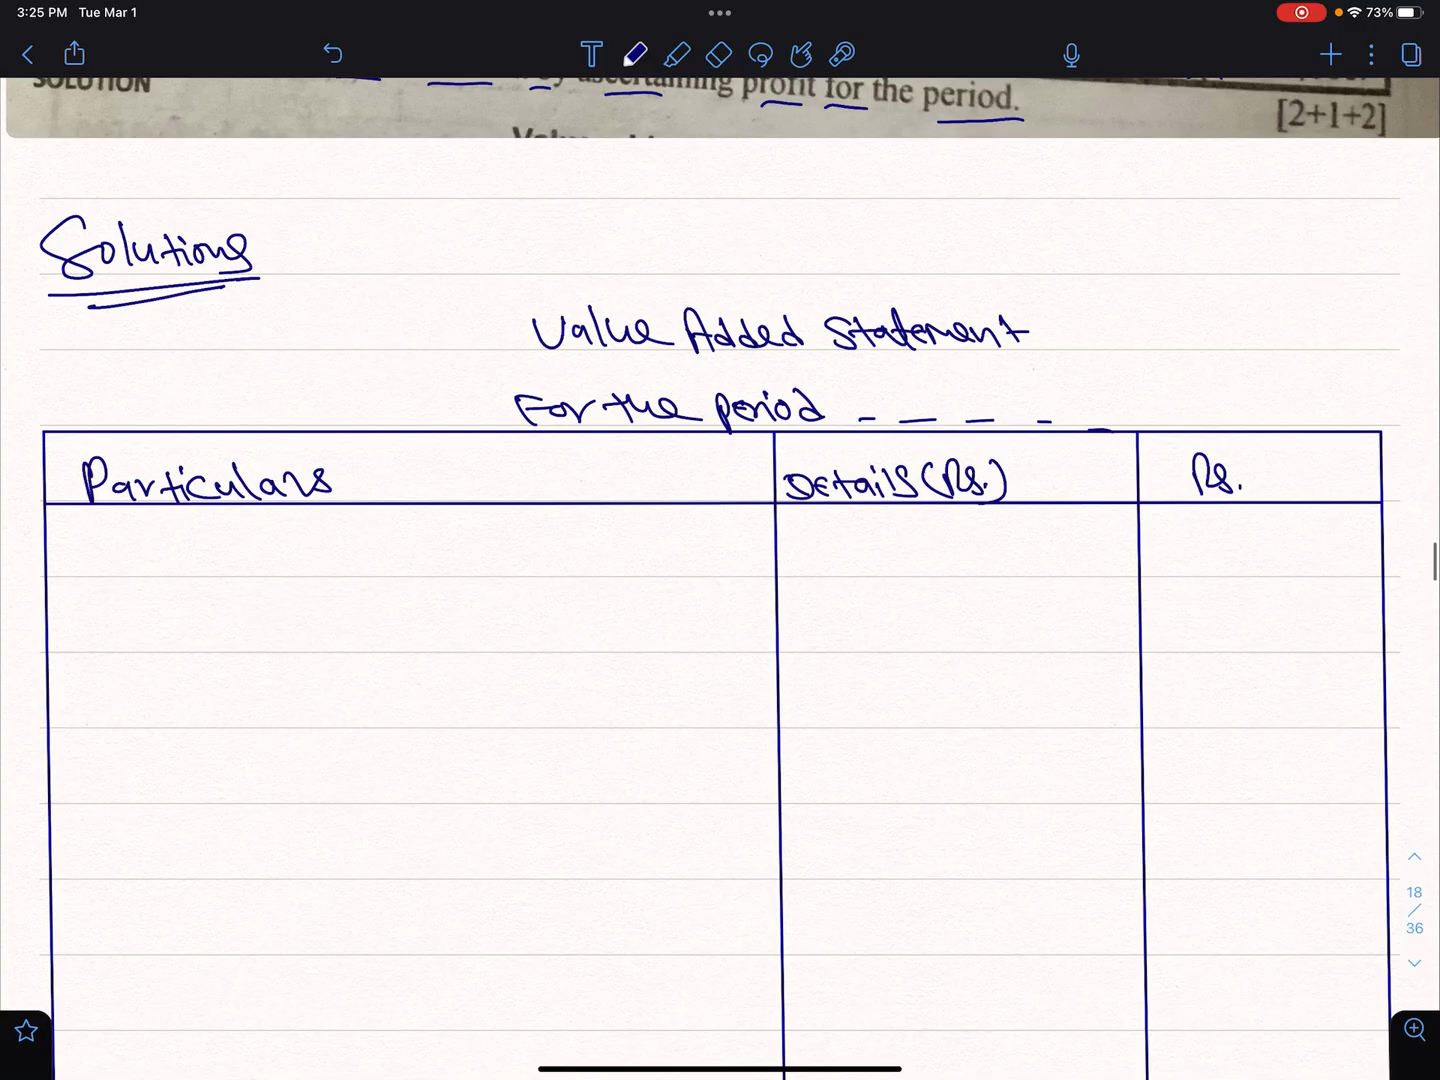 3:25 PM Tue Mar 1
73%
SOLUTION
ascertaining profit for the period.
[2+1+2]
Solutions
Value Added Statement
For the period - - - - -
Particulars Details (Rs.) Rs.
18
/
36